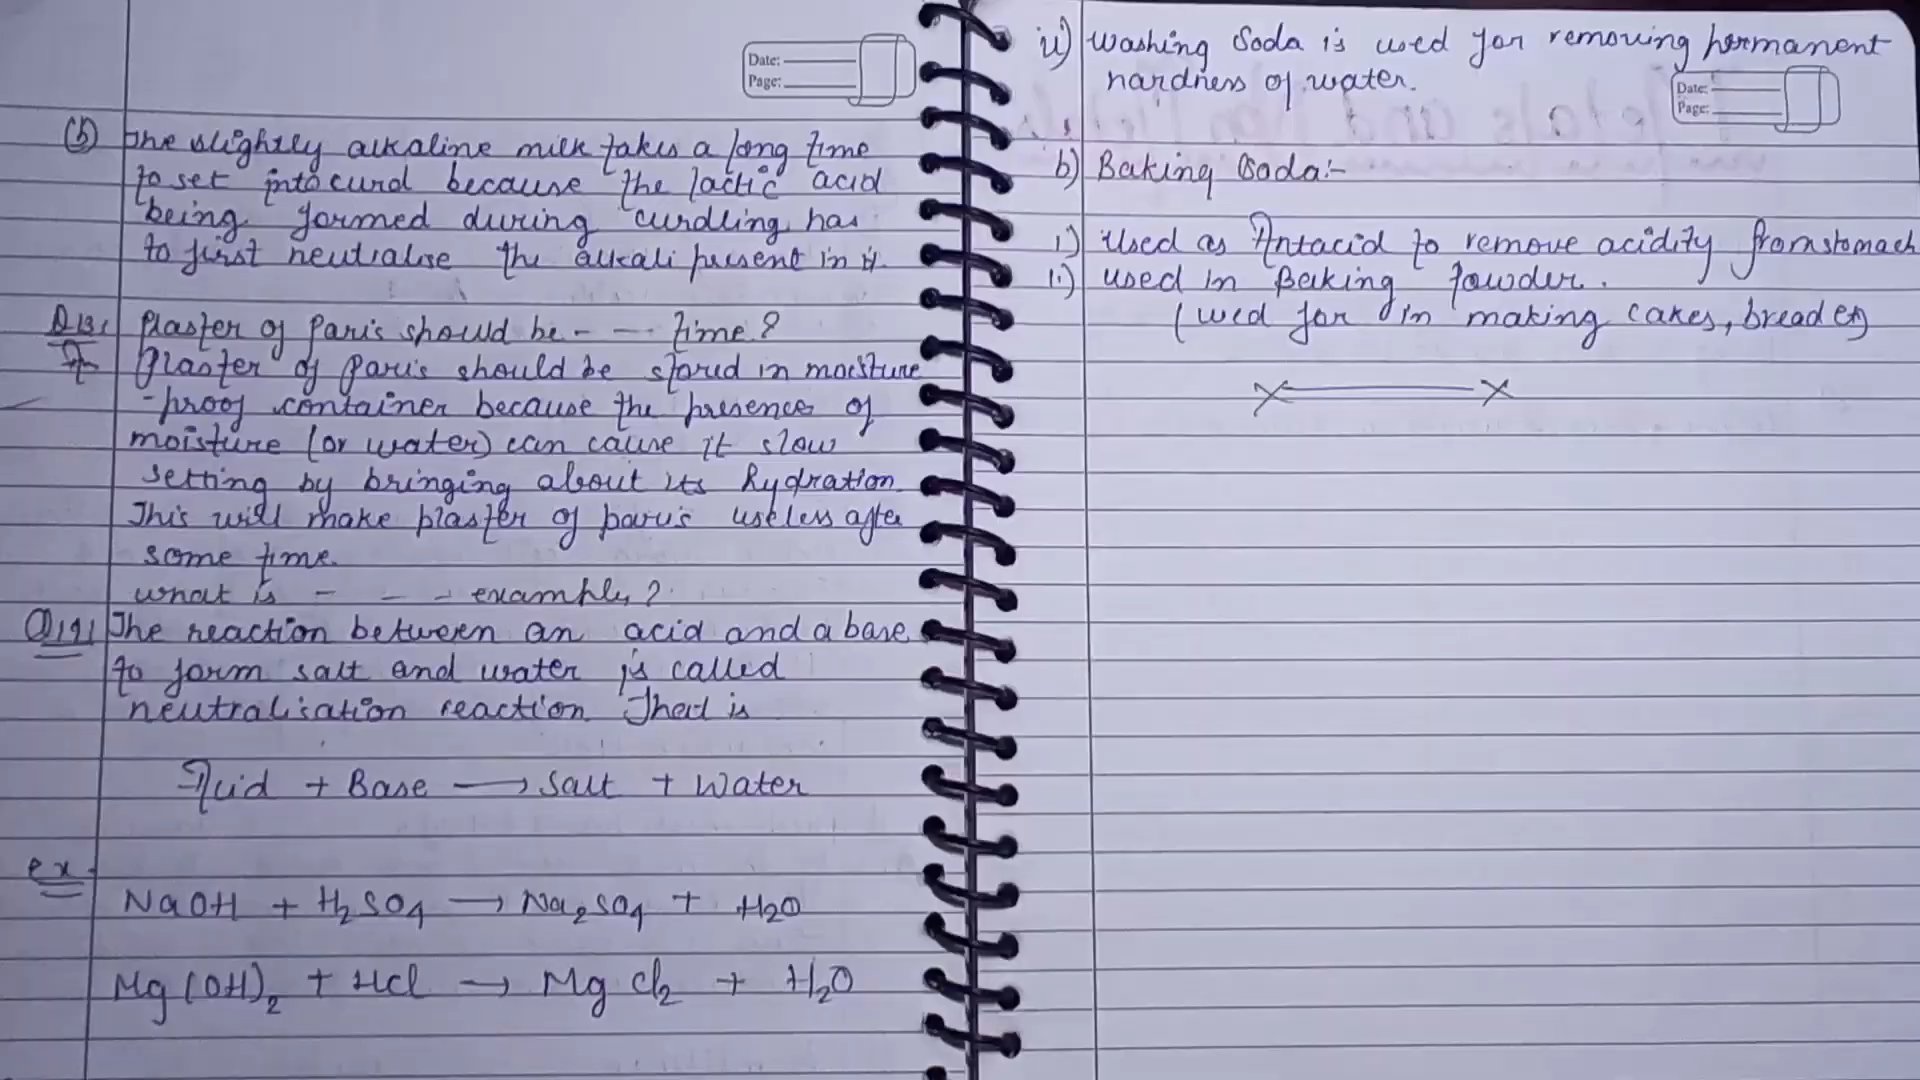 Date:
Page:
(b) The slightly alkaline milk takes a long time
to set into curd because the lactic acid
being formed during curdling has
to first neutralise the alkali present in it.
Q13. Plaster of Paris should be - - - time?
Plaster of Paris should be stored in moisture
-proof container because the presence of
moisture (or water) can cause it slow
setting by bringing about its hydration
This will make plaster of paris useless after
some time.
what is - - - example?
Q14. The reaction between an acid and a base
to form salt and water is called
neutralisation reaction. That is
Acid + Base → Salt + Water
ex
NaOH + H₂SO₄ → Na₂SO₄ + H₂O
Mg(OH)₂ + HCl → MgCl₂ + H₂O
ii) Washing Soda is used for removing permanent
hardness of water.
Date:
Page:
b) Baking Soda:-
i) Used as Antacid to remove acidity from stomach
ii) used in Baking Powder.
(used for in making cakes, bread etc)